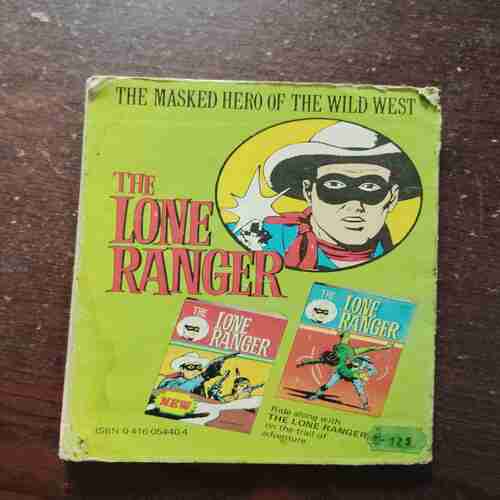 THE MASKED HERO OF THE WILD WEST
THE
LONE
RANGER
THE
LONE
RANGER
NEW
THE
LONE
RANGER
Ride along with
THE LONE RANGER
on the trail of
adventure
ISBN 0 416 05440.4